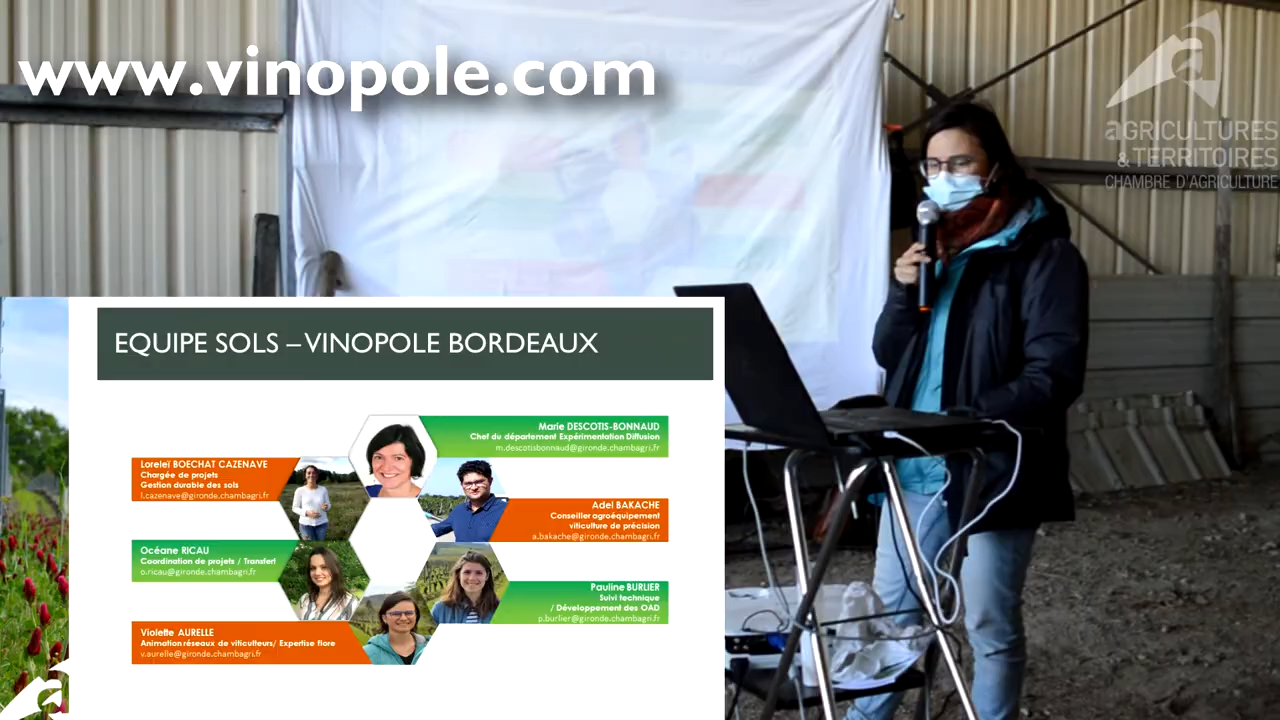 www.vinopole.com
aGRICULTURES
&TERRITOIRES
CHAMBRE D'AGRICULTURE
EQUIPE SOLS – VINOPOLE BORDEAUX
Marie DESCOTIS-BONNAUD
Chef du département Expérimentation Diffusion
m.descotisbonnaud@gironde.chambagri.fr
Loreleï BOECHAT CAZENAVE
Chargée de projets
Gestion durable des sols
l.cazenave@gironde.chambagri.fr
Adel BAKACHE
Conseiller agroéquipement
viticulture de précision
a.bakache@gironde.chambagri.fr
Océane RICAU
Coordination de projets / Transfert
o.ricau@gironde.chambagri.fr
Pauline BURLIER
Suivi technique
/ Développement des OAD
p.burlier@gironde.chambagri.fr
Violette AURELLE
Animation réseaux de viticulteurs/ Expertise flore
v.aurelle@gironde.chambagri.fr